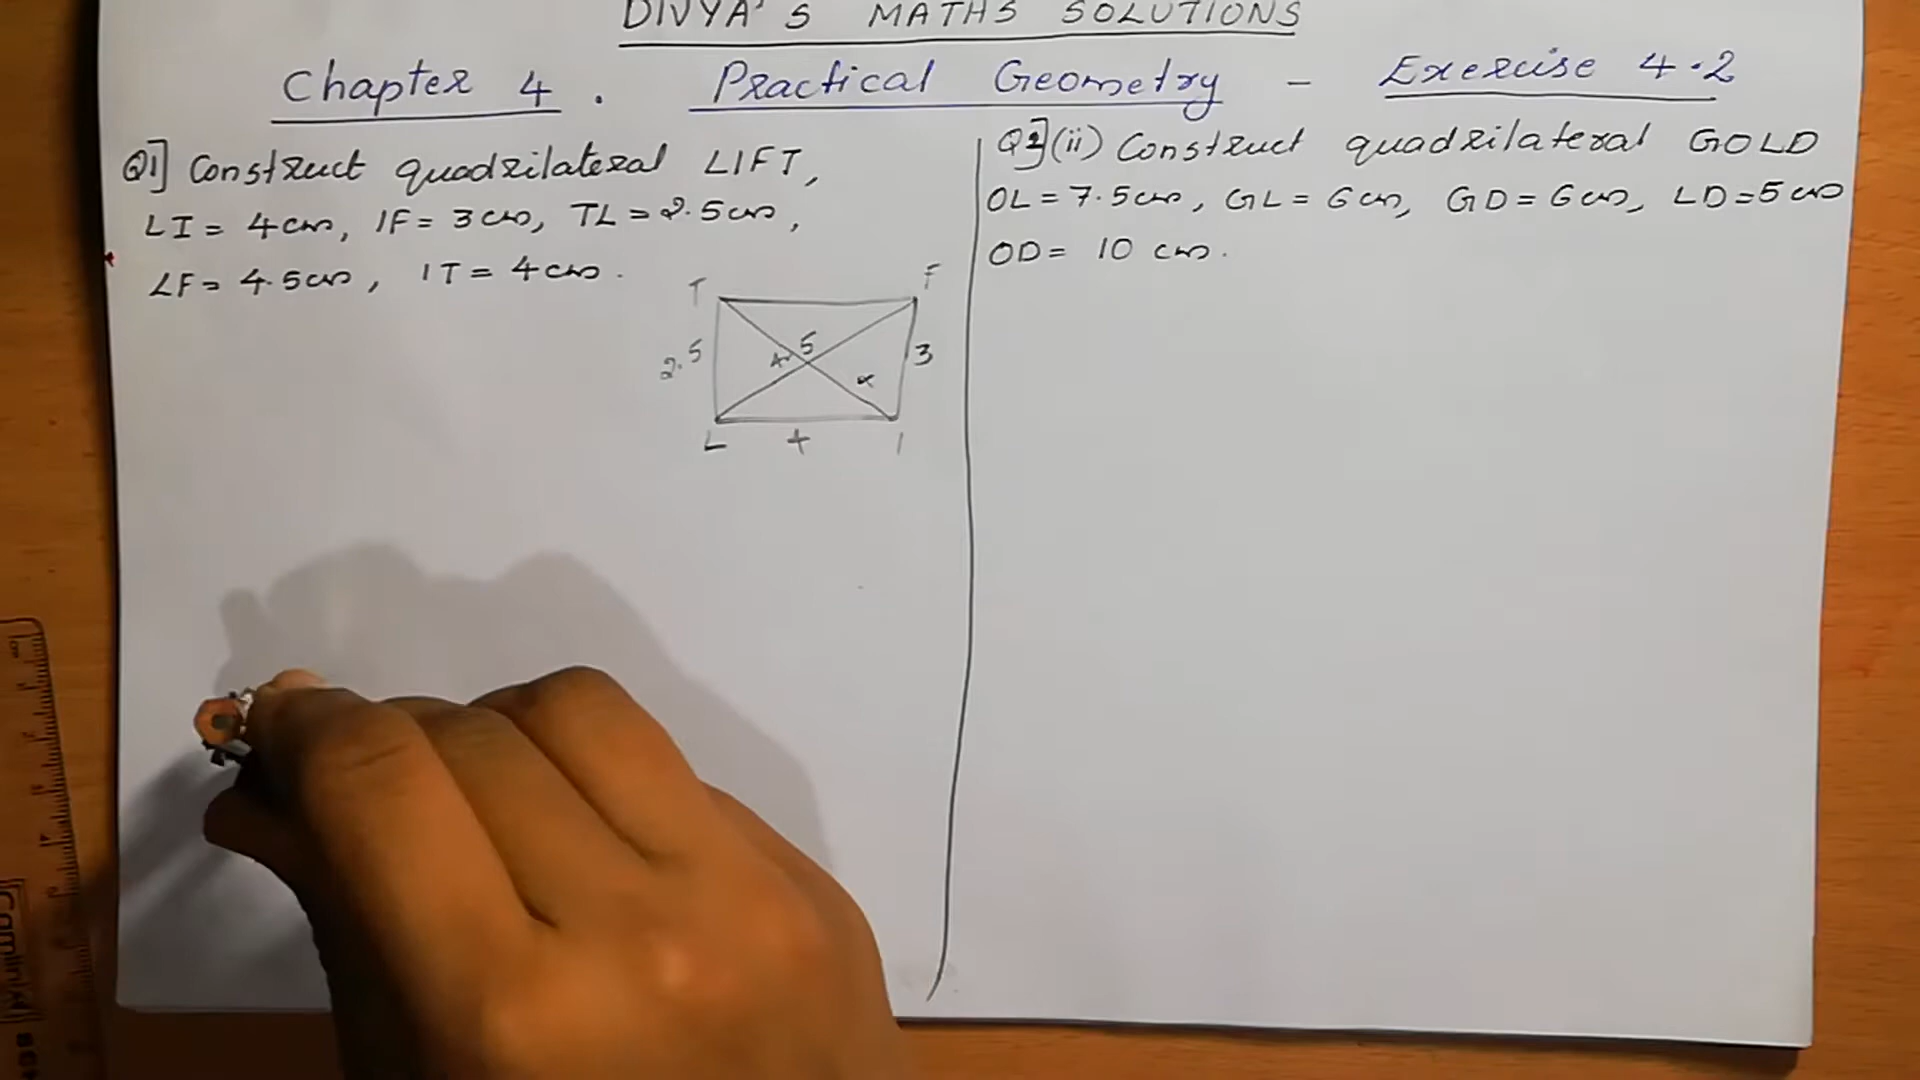 DIVYA'S MATHS SOLUTIONS
Chapter 4. Practical Geometry - Exercise 4.2
Q1] Construct quadrilateral LIFT,
LI = 4cm, IF = 3cm, TL = 2.5cm,
LF = 4.5cm, IT = 4cm.
T F
2.5 4.5 3
L 4 I
Q2](ii) Construct quadrilateral GOLD
OL = 7.5cm, GL = 6cm, GD = 6cm, LD = 5cm
OD = 10 cm.
Camlin